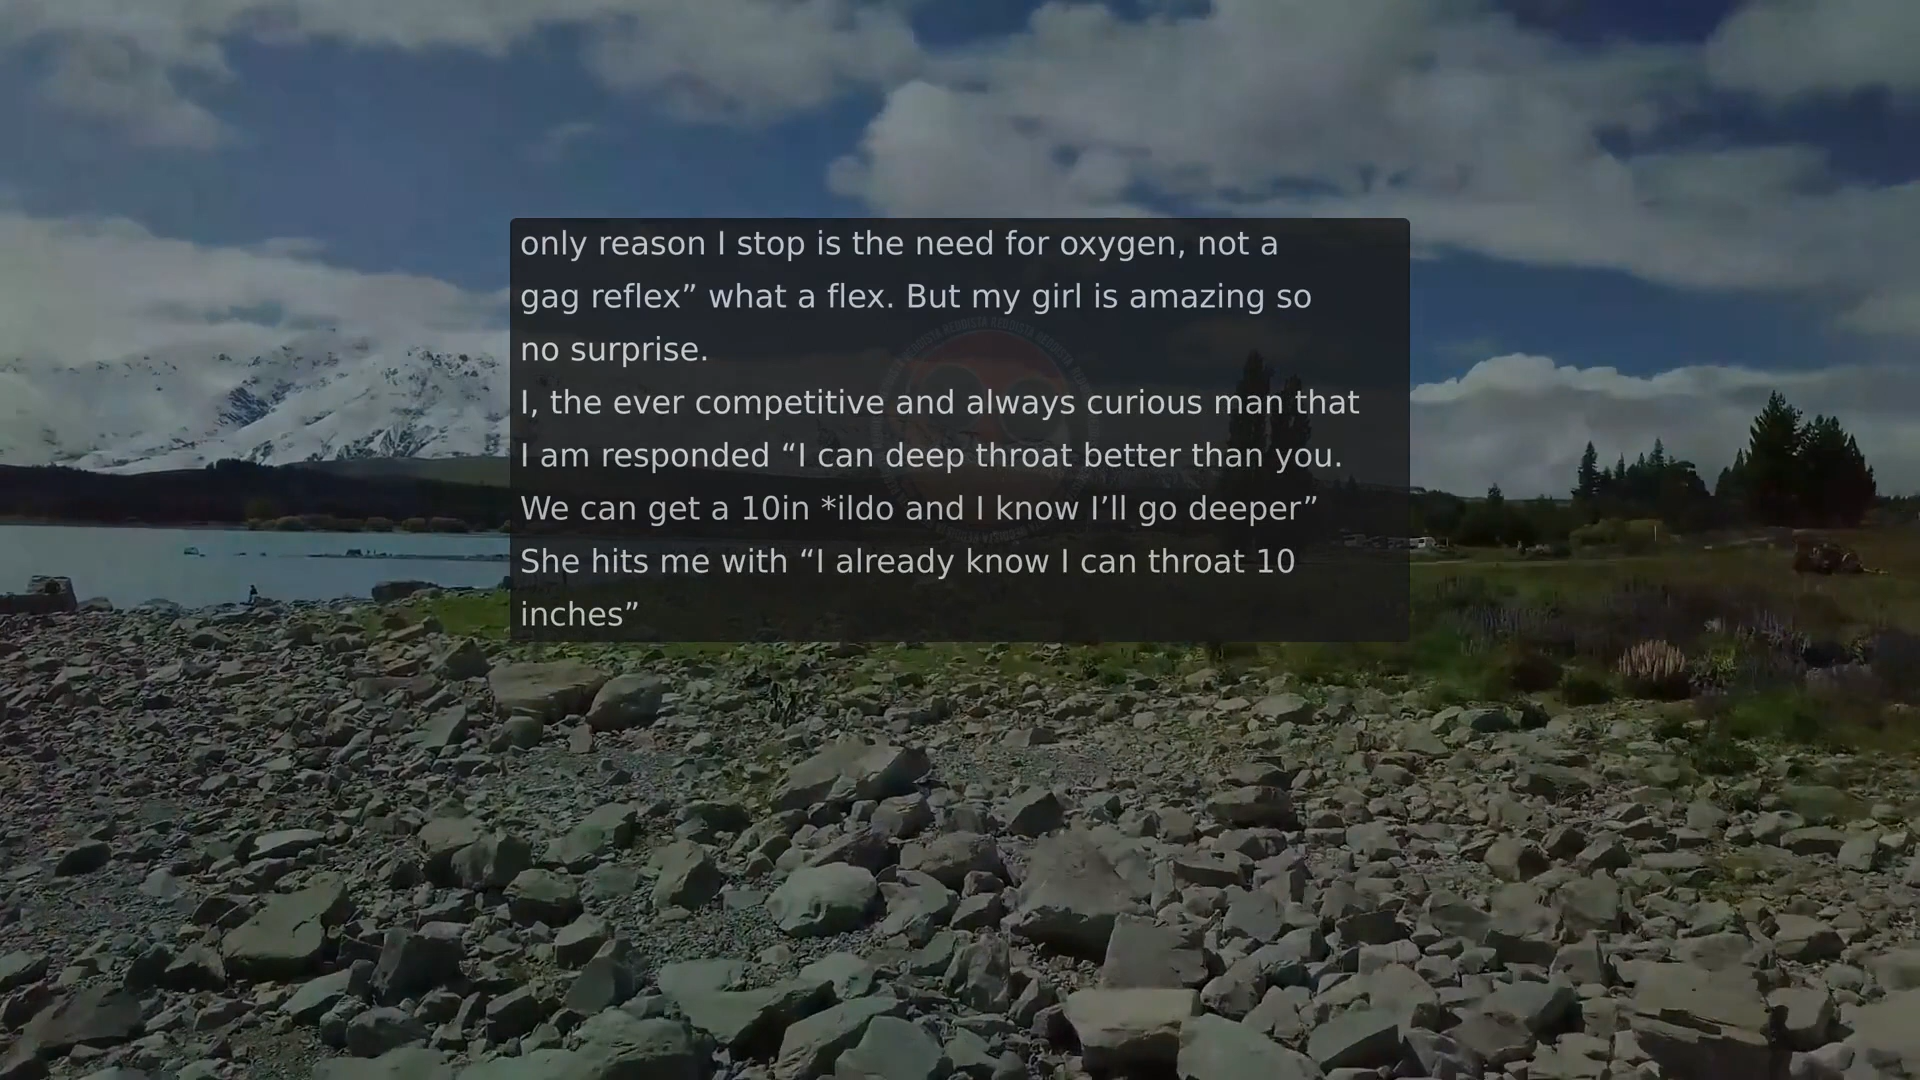 only reason I stop is the need for oxygen, not a
gag reflex” what a flex. But my girl is amazing so
no surprise.
I, the ever competitive and always curious man that
I am responded “I can deep throat better than you.
We can get a 10in *ildo and I know I’ll go deeper”
She hits me with “I already know I can throat 10
inches”